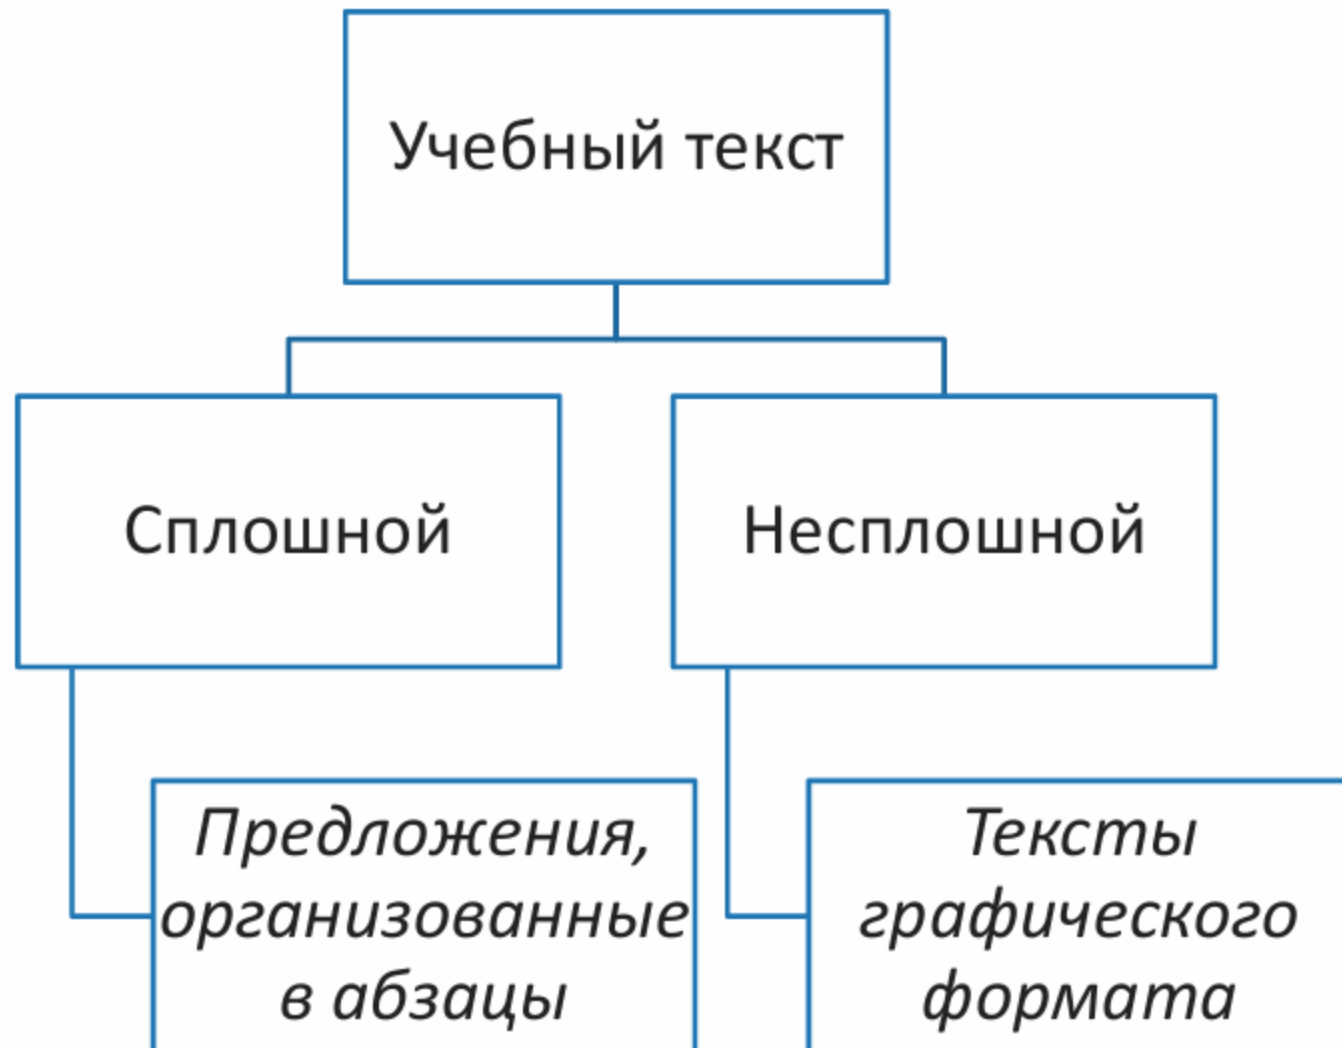 Учебный текст
Сплошной
Несплошной
Предложения,
организованные
в абзацы
Тексты
графического
формата